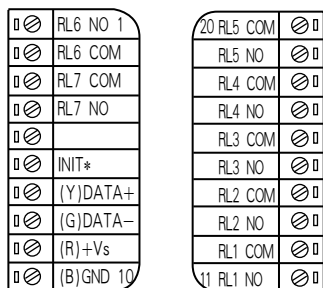 RL6 NO 1
RL6 COM
RL7 COM
RL7 NO
INIT*
(Y)DATA+
(G)DATA-
(R)+Vs
(B)GND 10
20 RL5 COM
RL5 NO
RL4 COM
RL4 NO
RL3 COM
RL3 NO
RL2 COM
RL2 NO
RL1 COM
11 RL1 NO